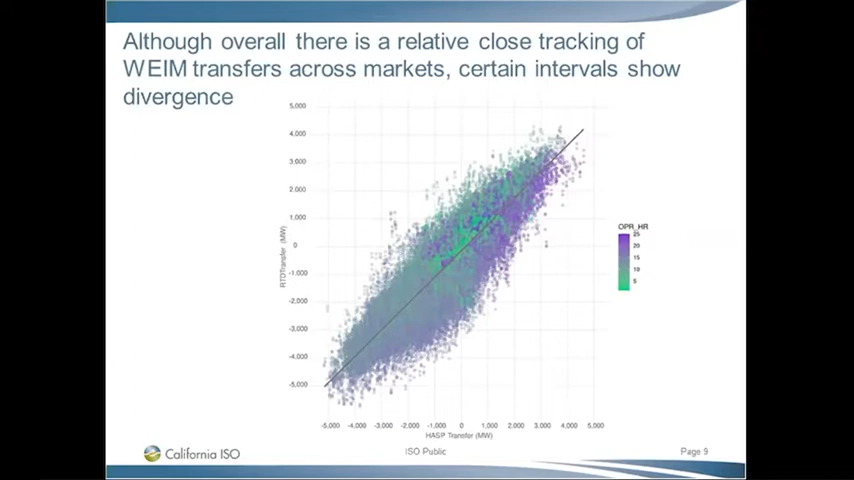 Although overall there is a relative close tracking of
WEIM transfers across markets, certain intervals show
divergence
5,000
4,000
3,000
2,000
1,000
0
-1,000
-2,000
-3,000
-4,000
-5,000
RTDTransfer (MW)
-5,000 -4,000 -3,000 -2,000 -1,000 0 1,000 2,000 3,000 4,000 5,000
HASP Transfer (MW)
OPR_HR
25
20
15
10
5
California ISO
ISO Public
Page 9